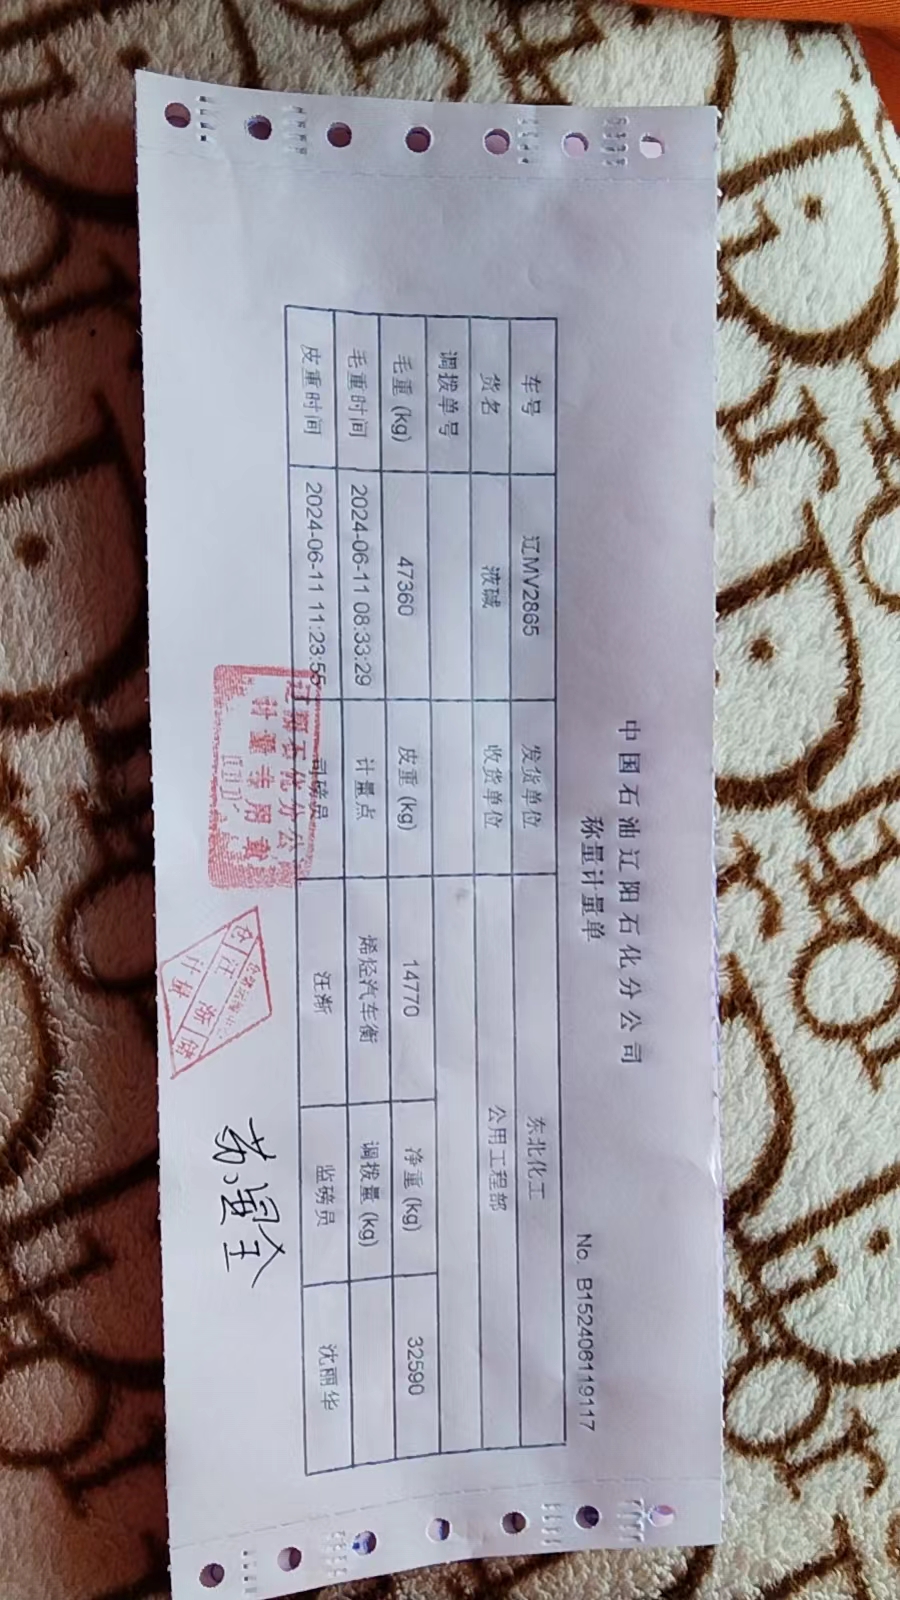 中国石油辽阳石化分公司
称量计量单
No. B152406119117
车号 辽MV2865 发货单位 东北化工
货名 液碱 收货单位 公用工程部
调拨单号
毛重 (kg) 47360 皮重 (kg) 14770 净重 (kg) 32590
毛重时间 2024-06-11 08:33:29 计量点 烯烃汽车衡 调拨量 (kg)
皮重时间 2024-06-11 11:23:55 司磅员 汪渐 监磅员 沈丽华
辽阳石化分公司
计量专用章